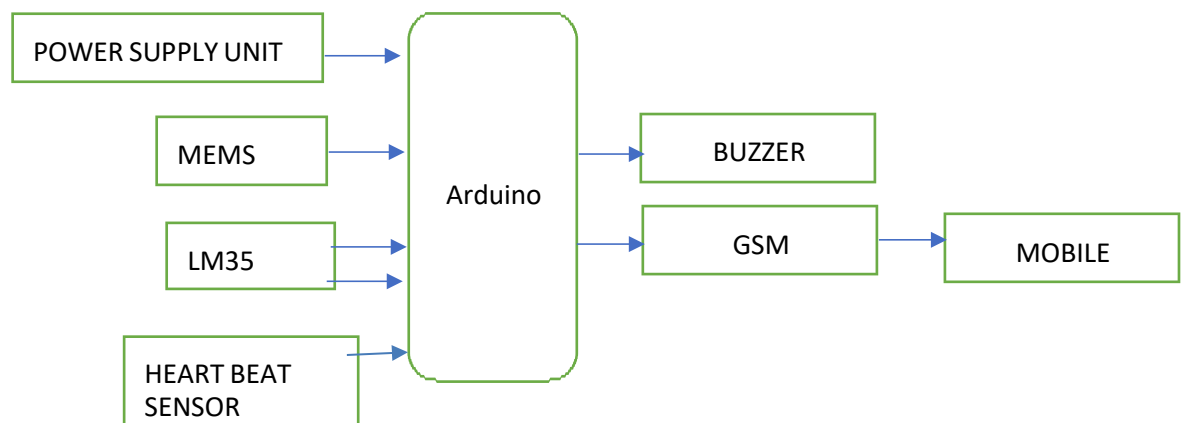 POWER SUPPLY UNIT
MEMS
LM35
HEART BEAT
SENSOR
Arduino
BUZZER
GSM
MOBILE